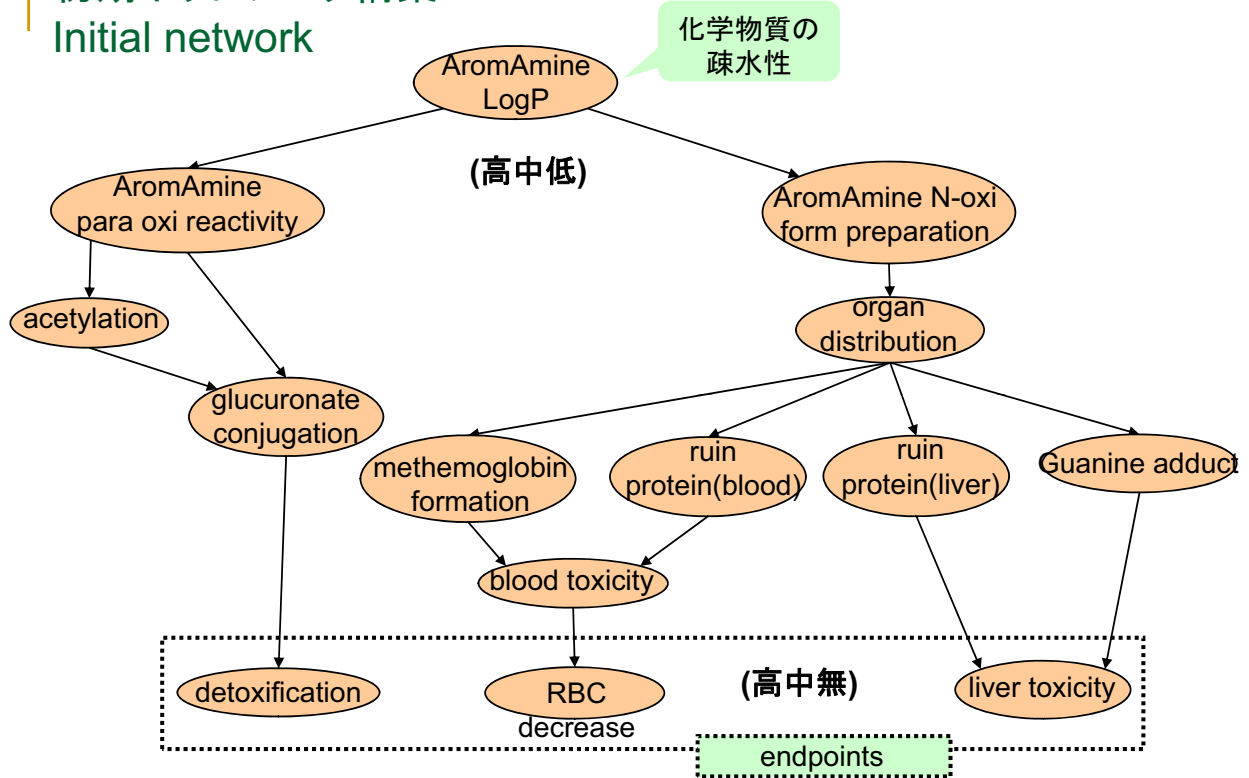 Initial network
化学物質の
疎水性
AromAmine
LogP
(高中低)
AromAmine
para oxi reactivity
AromAmine N-oxi
form preparation
acetylation
organ
distribution
glucuronate
conjugation
methemoglobin
formation
ruin
protein(blood)
ruin
protein(liver)
Guanine adduct
blood toxicity
detoxification
RBC
decrease
(高中無)
liver toxicity
endpoints